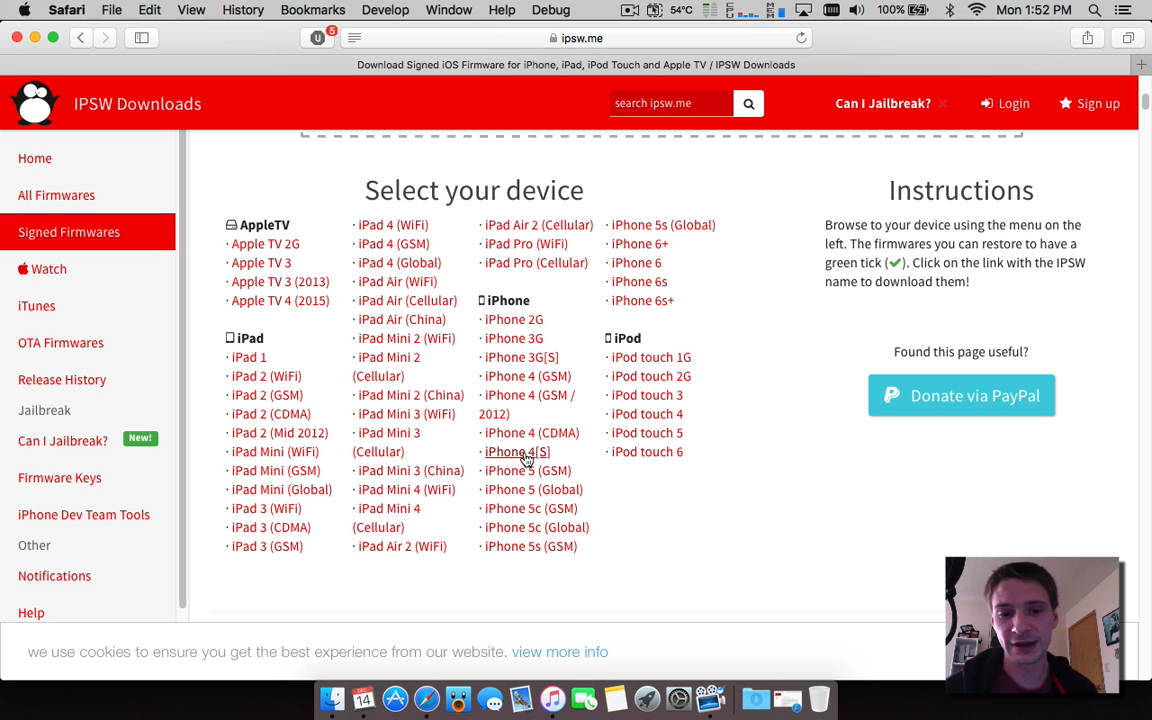 Safari File Edit View History Bookmarks Develop Window Help Debug 54°C 100% Mon 1:52 PM
5 ipsw.me
Download Signed iOS Firmware for iPhone, iPad, iPod Touch and Apple TV / IPSW Downloads
IPSW Downloads
search ipsw.me
Can I Jailbreak?
Login
Sign up
Home
All Firmwares
Signed Firmwares
Watch
iTunes
OTA Firmwares
Release History
Jailbreak
Can I Jailbreak? New!
Firmware Keys
iPhone Dev Team Tools
Other
Notifications
Help
Select your device
AppleTV
· Apple TV 2G
· Apple TV 3
· Apple TV 3 (2013)
· Apple TV 4 (2015)
iPad
· iPad 1
· iPad 2 (WiFi)
· iPad 2 (GSM)
· iPad 2 (CDMA)
· iPad 2 (Mid 2012)
· iPad Mini (WiFi)
· iPad Mini (GSM)
· iPad Mini (Global)
· iPad 3 (WiFi)
· iPad 3 (CDMA)
· iPad 3 (GSM)
· iPad 4 (WiFi)
· iPad 4 (GSM)
· iPad 4 (Global)
· iPad Air (WiFi)
· iPad Air (Cellular)
· iPad Air (China)
· iPad Mini 2 (WiFi)
· iPad Mini 2
(Cellular)
· iPad Mini 2 (China)
· iPad Mini 3 (WiFi)
· iPad Mini 3
(Cellular)
· iPad Mini 3 (China)
· iPad Mini 4 (WiFi)
· iPad Mini 4
(Cellular)
· iPad Air 2 (WiFi)
· iPad Air 2 (Cellular)
· iPad Pro (WiFi)
· iPad Pro (Cellular)
iPhone
· iPhone 2G
· iPhone 3G
· iPhone 3G[S]
· iPhone 4 (GSM)
· iPhone 4 (GSM /
2012)
· iPhone 4 (CDMA)
· iPhone 4[S]
· iPhone 5 (GSM)
· iPhone 5 (Global)
· iPhone 5c (GSM)
· iPhone 5c (Global)
· iPhone 5s (GSM)
· iPhone 5s (Global)
· iPhone 6+
· iPhone 6
· iPhone 6s
· iPhone 6s+
iPod
· iPod touch 1G
· iPod touch 2G
· iPod touch 3
· iPod touch 4
· iPod touch 5
· iPod touch 6
Instructions
Browse to your device using the menu on the
left. The firmwares you can restore to have a
green tick (✔). Click on the link with the IPSW
name to download them!
Found this page useful?
Donate via PayPal
we use cookies to ensure you get the best experience from our website. view more info
DEC
14